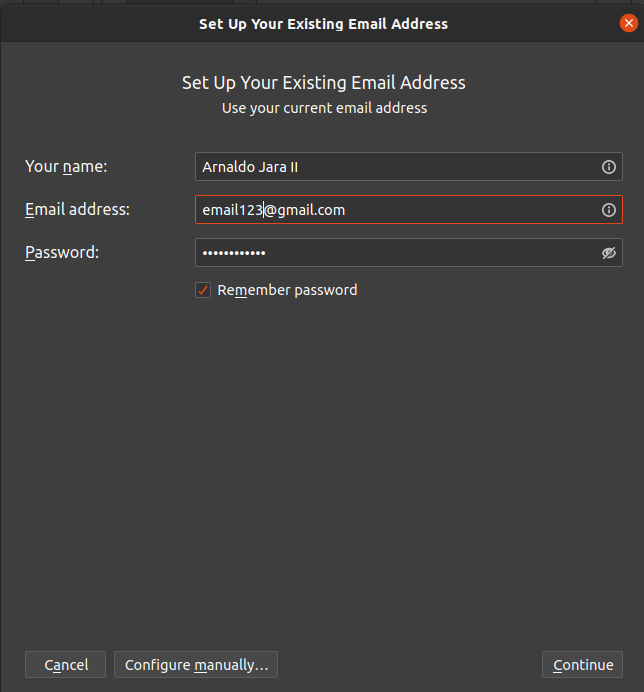 Set Up Your Existing Email Address
Set Up Your Existing Email Address
Use your current email address
Your name: Arnaldo Jara II
Email address: email123@gmail.com
Password: ••••••••••••
Remember password
Cancel Configure manually... Continue